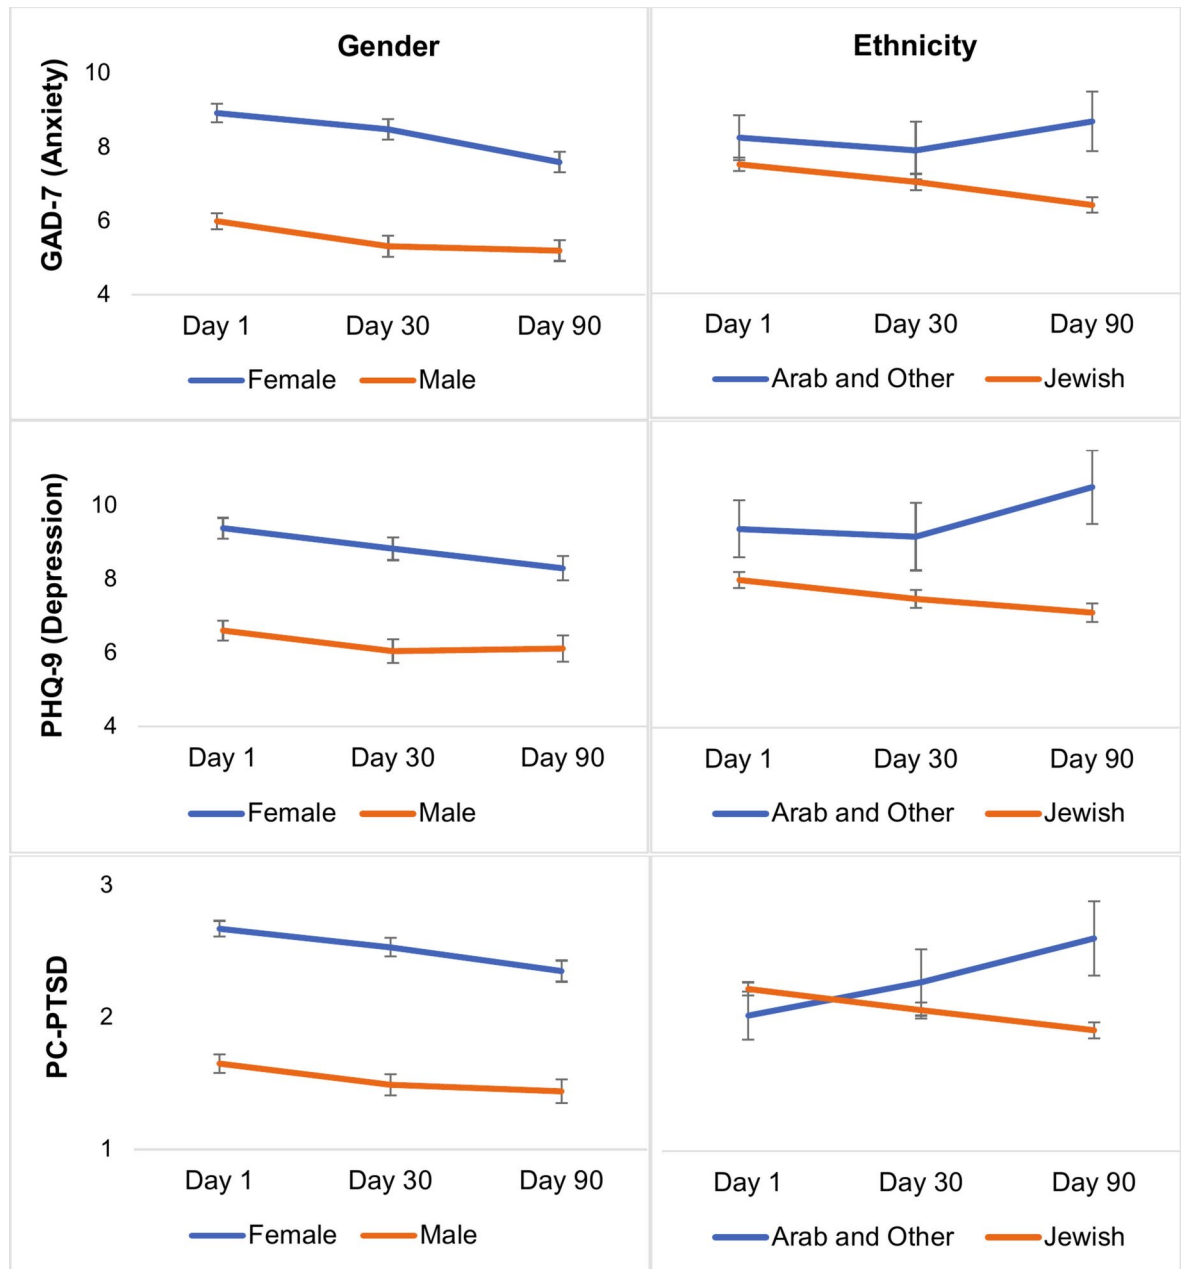 Gender
Ethnicity
GAD-7 (Anxiety)
10
8
6
4
Day 1 Day 30 Day 90
Female Male
Day 1 Day 30 Day 90
Arab and Other Jewish
PHQ-9 (Depression)
10
8
6
4
Day 1 Day 30 Day 90
Female Male
Day 1 Day 30 Day 90
Arab and Other Jewish
PC-PTSD
3
2
1
Day 1 Day 30 Day 90
Female Male
Day 1 Day 30 Day 90
Arab and Other Jewish